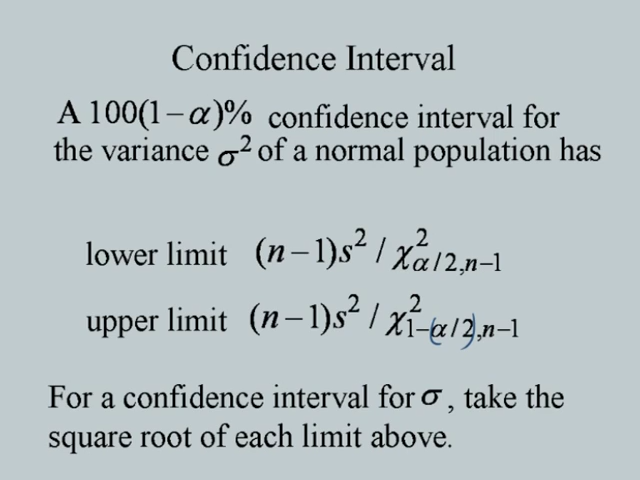 Confidence Interval
A 100(1−α)% confidence interval for
the variance σ² of a normal population has
lower limit (n−1)s² / χ²α/2,n−1
upper limit (n−1)s² / χ²1−(α/2),n−1
For a confidence interval for σ , take the
square root of each limit above.